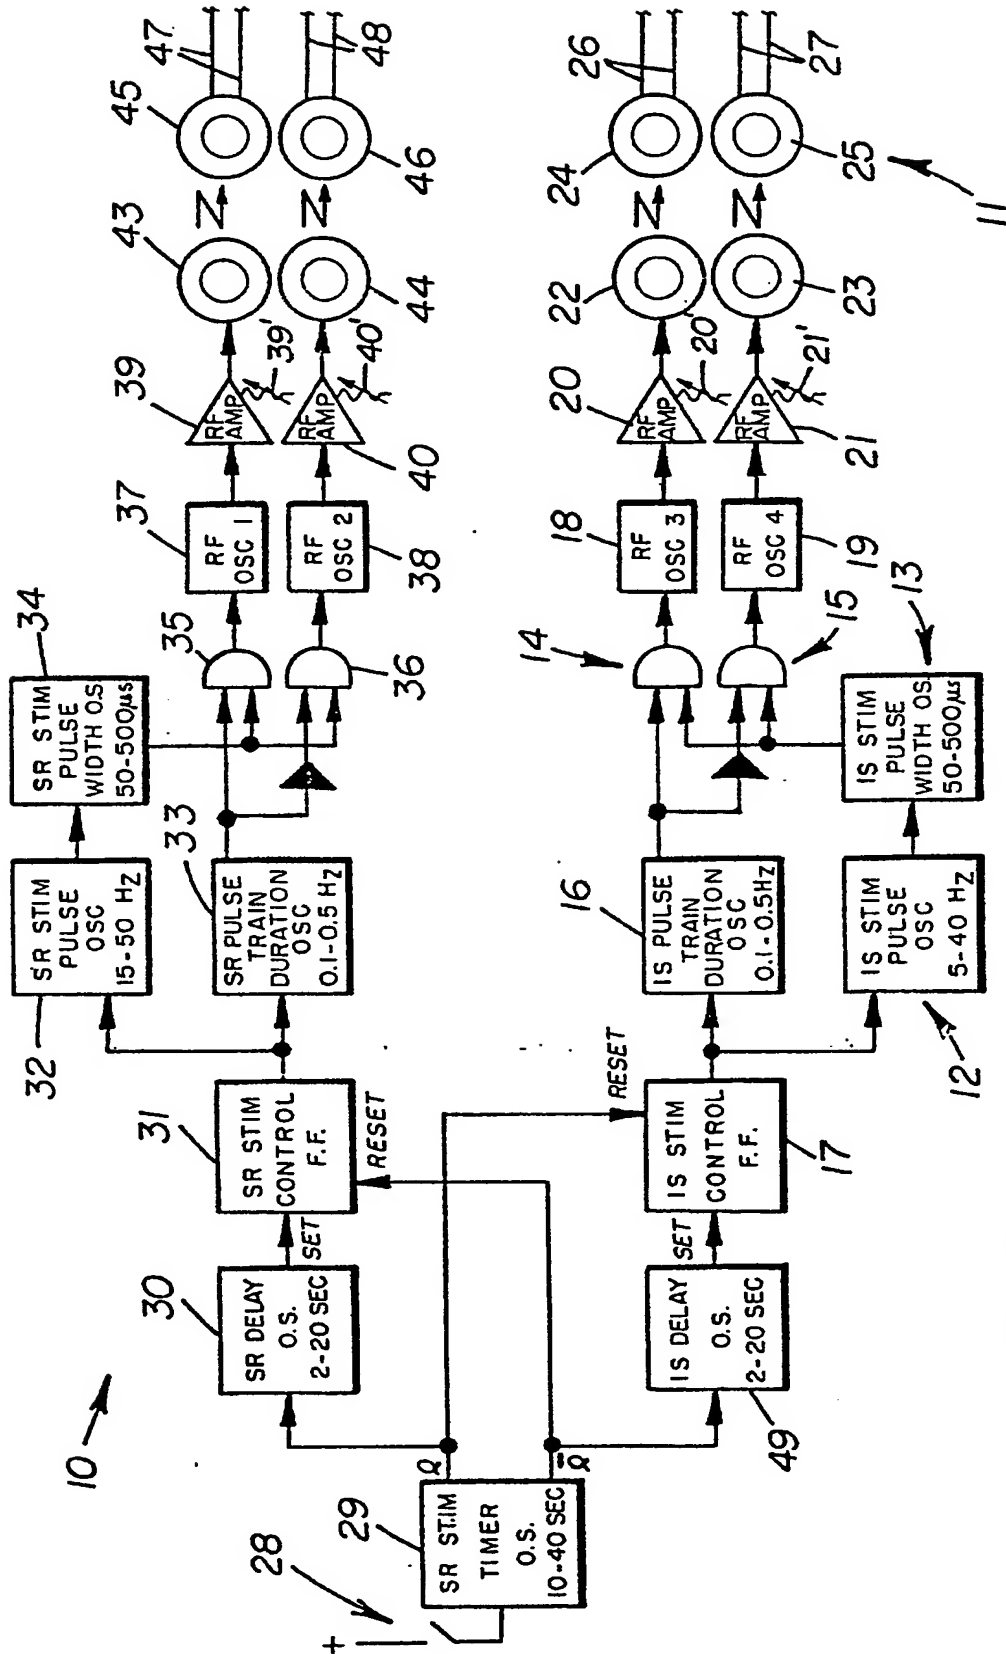 10
28
+
29
SR STIM
TIMER
O.S.
10-40 SEC
Q
Q̅
30
SR DELAY
O.S.
2-20 SEC
SET
31
SR STIM
CONTROL
F.F.
RESET
32
SR STIM
PULSE
OSC
15-50 HZ
34
SR STIM
PULSE
WIDTH O.S.
50-500µs
33
SR PULSE
TRAIN
DURATION
OSC
0.1-0.5 HZ
35
36
37
RF
OSC 1
RF
OSC 2
38
39
RF
AMP
39'
RF
AMP
40'
40
43
44
45
46
47
48
49
IS DELAY
O.S.
2-20 SEC
SET
RESET
IS STIM
CONTROL
F.F.
17
16
IS PULSE
TRAIN
DURATION
OSC
0.1-0.5HZ
12
IS STIM
PULSE
OSC
5-40 HZ
13
IS STIM
PULSE
WIDTH O.S.
50-500µs
14
15
18
RF
OSC 3
RF
OSC 4
19
20
RF
AMP
20'
RF
AMP
21'
21
22
23
24
25
26
27
11